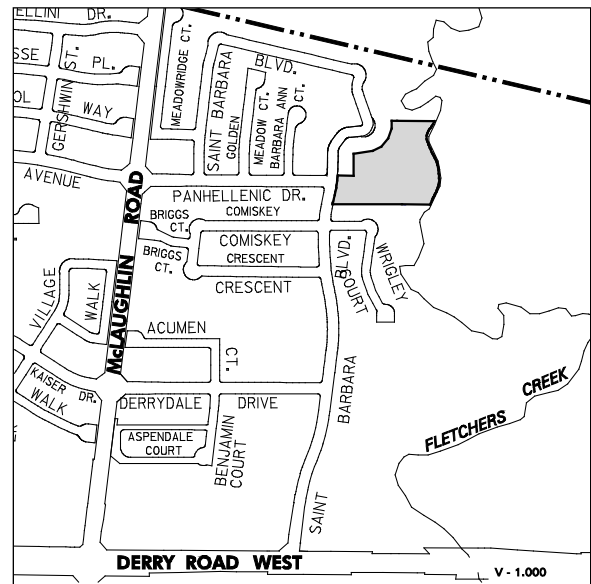 ELLINI DR.
SSE
ST.
PL.
OL
GERSHWIN
WAY
AVENUE
MEADOWRIDGE CT.
SAINT BARBARA
BLVD.
GOLDEN
MEADOW CT.
BARBARA ANN
CT.
McLAUGHLIN ROAD
PANHELLENIC DR.
BRIGGS
CT.
COMISKEY
COMISKEY
CRESCENT
BRIGGS
CT.
CRESCENT
BLVD.
COURT
WRIGLEY
VILLAGE
WALK
ACUMEN
CT.
KAISER DR.
WALK
DERRYDALE DRIVE
ASPENDALE
COURT
BENJAMIN
COURT
SAINT BARBARA
FLETCHERS CREEK
DERRY ROAD WEST
V - 1.000